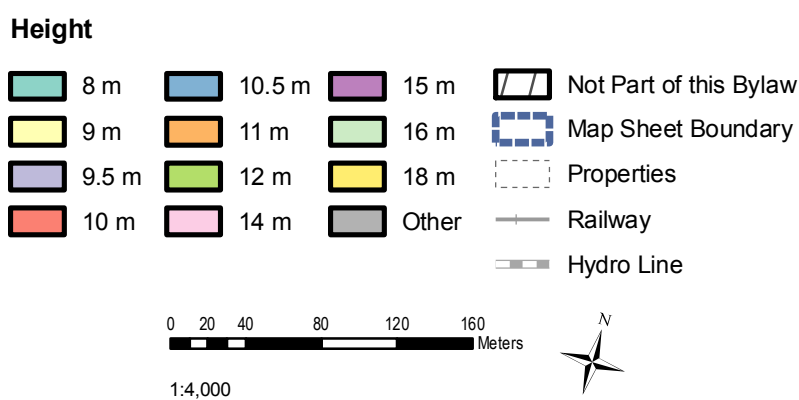 Height
8 m
9 m
9.5 m
10 m
10.5 m
11 m
12 m
14 m
15 m
16 m
18 m
Other
Not Part of this Bylaw
Map Sheet Boundary
Properties
Railway
Hydro Line
0 20 40 80 120 160
Meters
1:4,000
N